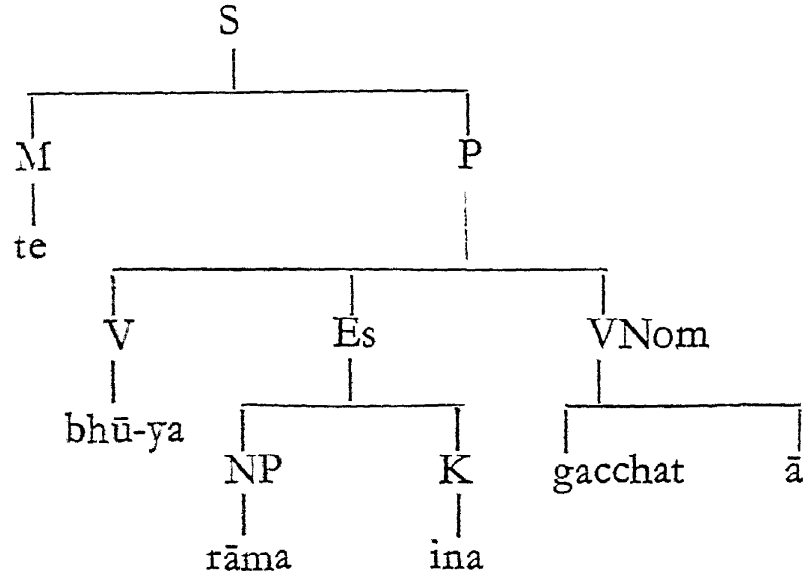 S
M P
te
V Es VNom
bhū-ya
NP K gacchat ā
rāma ina